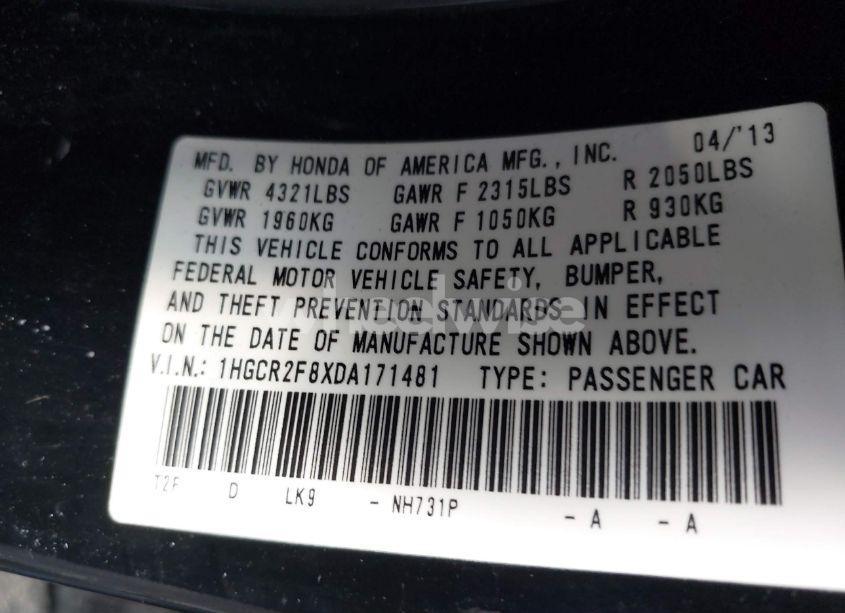 MFD. BY HONDA OF AMERICA MFG., INC. 04/'13
GVWR 4321LBS GAWR F 2315LBS R 2050LBS
GVWR 1960KG GAWR F 1050KG R 930KG
THIS VEHICLE CONFORMS TO ALL APPLICABLE
FEDERAL MOTOR VEHICLE SAFETY, BUMPER,
AND THEFT PREVENTION STANDARDS IN EFFECT
ON THE DATE OF MANUFACTURE SHOWN ABOVE.
V.I.N.: 1HGCR2F8XDA171481 TYPE: PASSENGER CAR
T2F D LK9 - NH731P - A - A
wheelwise